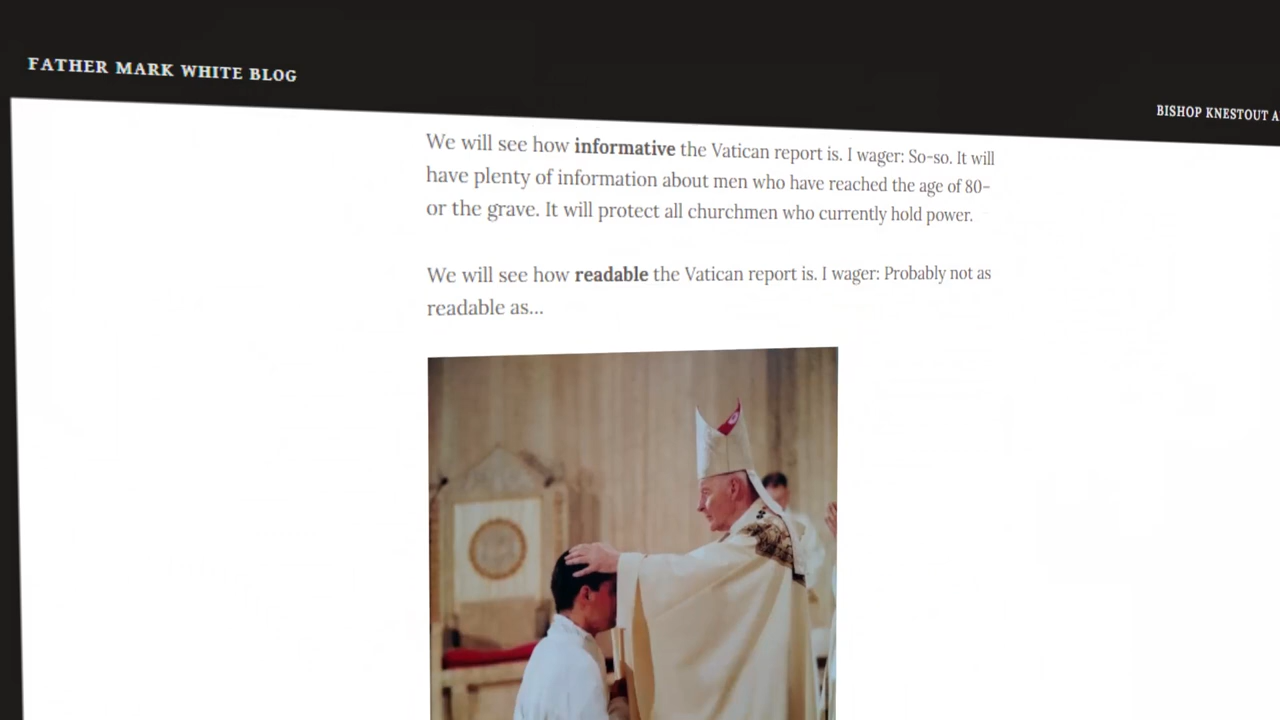 FATHER MARK WHITE BLOG
BISHOP KNESTOUT A
We will see how informative the Vatican report is. I wager: So-so. It will
have plenty of information about men who have reached the age of 80–
or the grave. It will protect all churchmen who currently hold power.
We will see how readable the Vatican report is. I wager: Probably not as
readable as…